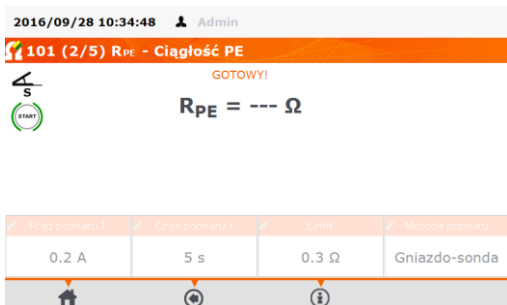 2016/09/28 10:34:48 Admin
101 (2/5) RPE - Ciągłość PE
GOTOWY!
S
START
RPE = --- Ω
Prąd pomiaru I Czas pomiaru t Limit Metoda pomiaru
0.2 A 5 s 0.3 Ω Gniazdo-sonda